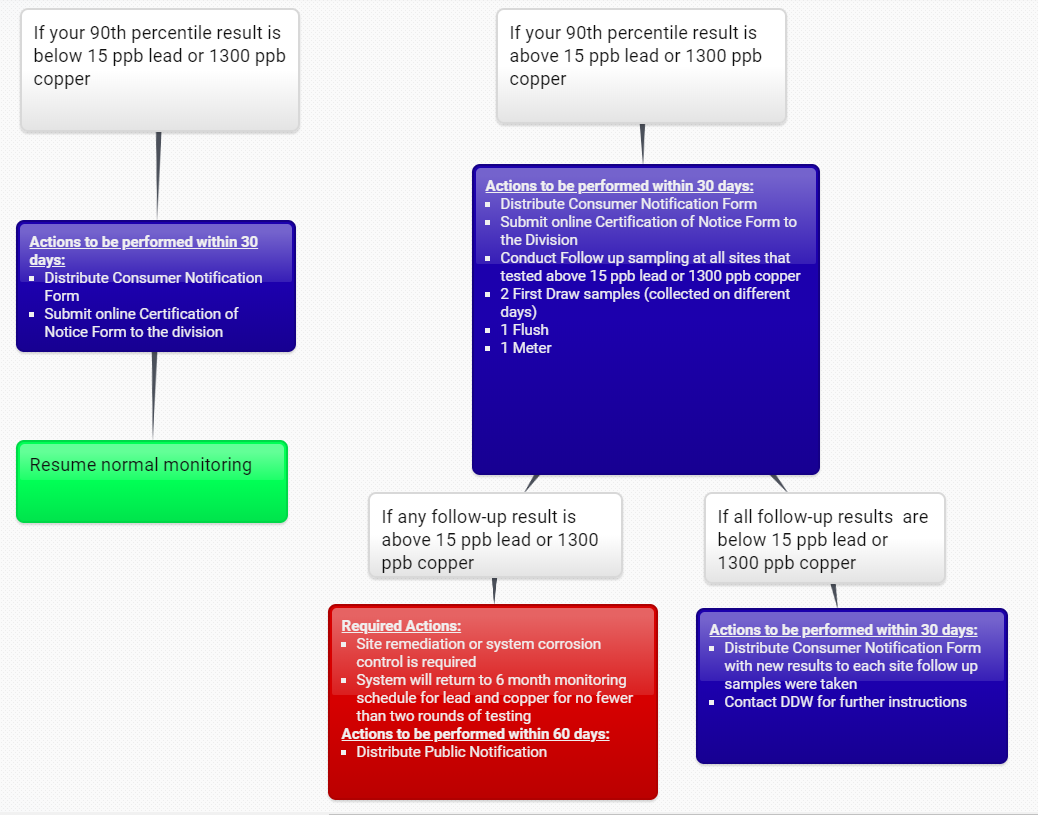 If your 90th percentile result is
below 15 ppb lead or 1300 ppb
copper
Actions to be performed within 30
days:
▪ Distribute Consumer Notification
Form
▪ Submit online Certification of
Notice Form to the division
Resume normal monitoring
If your 90th percentile result is
above 15 ppb lead or 1300 ppb
copper
Actions to be performed within 30 days:
▪ Distribute Consumer Notification Form
▪ Submit online Certification of Notice Form to
the Division
▪ Conduct Follow up sampling at all sites that
tested above 15 ppb lead or 1300 ppb copper
▪ 2 First Draw samples (collected on different
days)
▪ 1 Flush
▪ 1 Meter
If any follow-up result is
above 15 ppb lead or 1300
ppb copper
Required Actions:
▪ Site remediation or system corrosion
control is required
▪ System will return to 6 month monitoring
schedule for lead and copper for no fewer
than two rounds of testing
Actions to be performed within 60 days:
▪ Distribute Public Notification
If all follow-up results  are
below 15 ppb lead or
1300 ppb copper
Actions to be performed within 30 days:
▪ Distribute Consumer Notification Form
with new results to each site follow up
samples were taken
▪ Contact DDW for further instructions